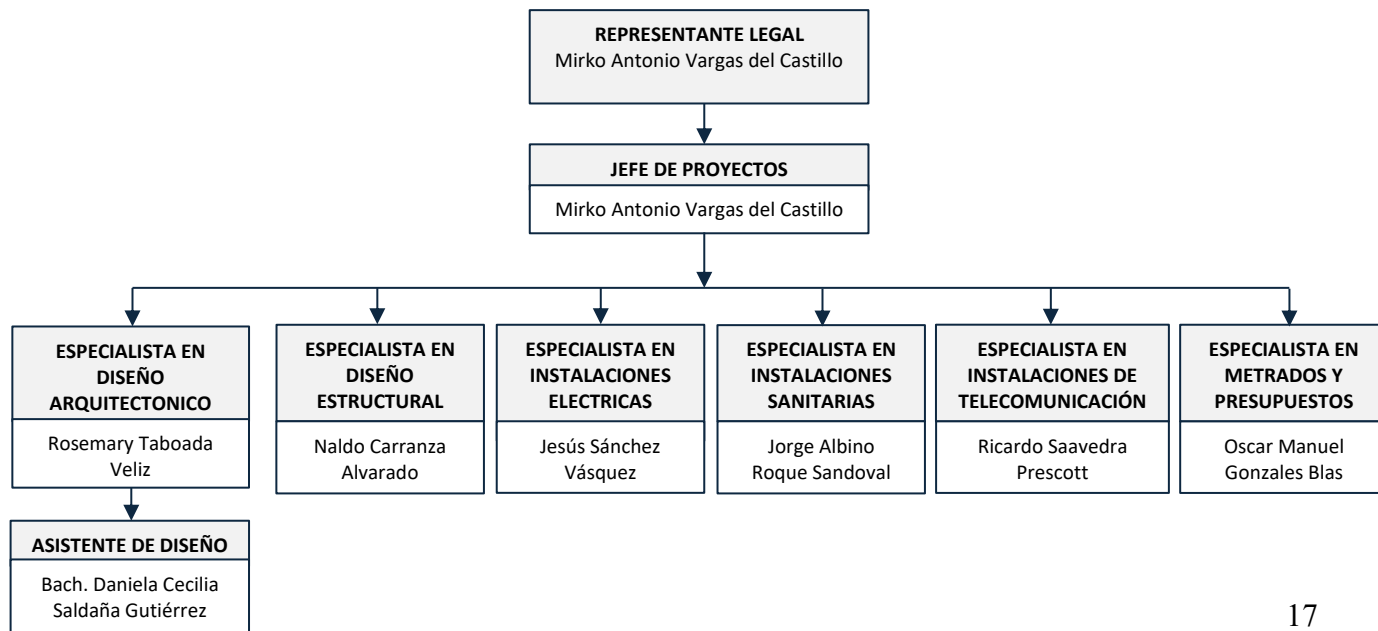 REPRESENTANTE LEGAL
Mirko Antonio Vargas del Castillo
JEFE DE PROYECTOS
Mirko Antonio Vargas del Castillo
ESPECIALISTA EN
DISEÑO
ARQUITECTONICO
Rosemary Taboada
Veliz
ESPECIALISTA EN
DISEÑO
ESTRUCTURAL
Naldo Carranza
Alvarado
ESPECIALISTA EN
INSTALACIONES
ELECTRICAS
Jesús Sánchez
Vásquez
ESPECIALISTA EN
INSTALACIONES
SANITARIAS
Jorge Albino
Roque Sandoval
ESPECIALISTA EN
INSTALACIONES DE
TELECOMUNICACIÓN
Ricardo Saavedra
Prescott
ESPECIALISTA EN
METRADOS Y
PRESUPUESTOS
Oscar Manuel
Gonzales Blas
ASISTENTE DE DISEÑO
Bach. Daniela Cecilia
Saldaña Gutiérrez
17